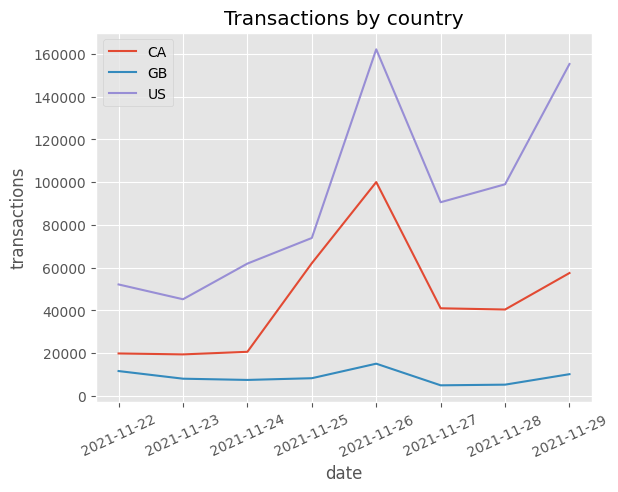 Transactions by country
CA
GB
US
transactions
160000
140000
120000
100000
80000
60000
40000
20000
0
2021-11-22
2021-11-23
2021-11-24
2021-11-25
2021-11-26
2021-11-27
2021-11-28
2021-11-29
date